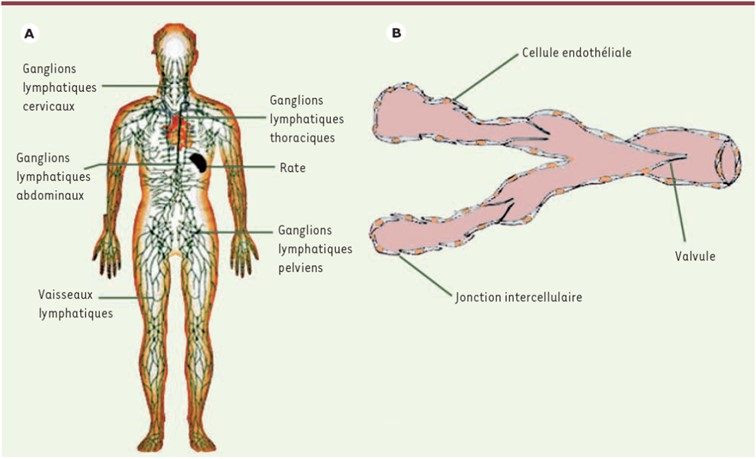 A
Ganglions
lymphatiques
cervicaux
Ganglions
lymphatiques
thoraciques
Ganglions
lymphatiques
abdominaux
Rate
Ganglions
lymphatiques
pelviens
Vaisseaux
lymphatiques
B
Cellule endothéliale
Valvule
Jonction intercellulaire